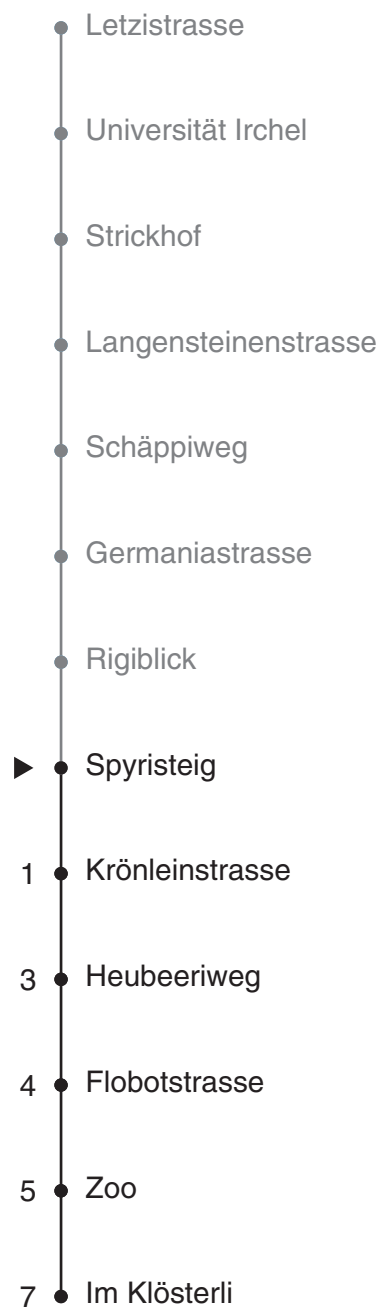 Letzistrasse
Universität Irchel
Strickhof
Langensteinenstrasse
Schäppiweg
Germaniastrasse
Rigiblick
Spyristeig
1 Krönleinstrasse
3 Heubeeriweg
4 Flobotstrasse
5 Zoo
7 Im Klösterli